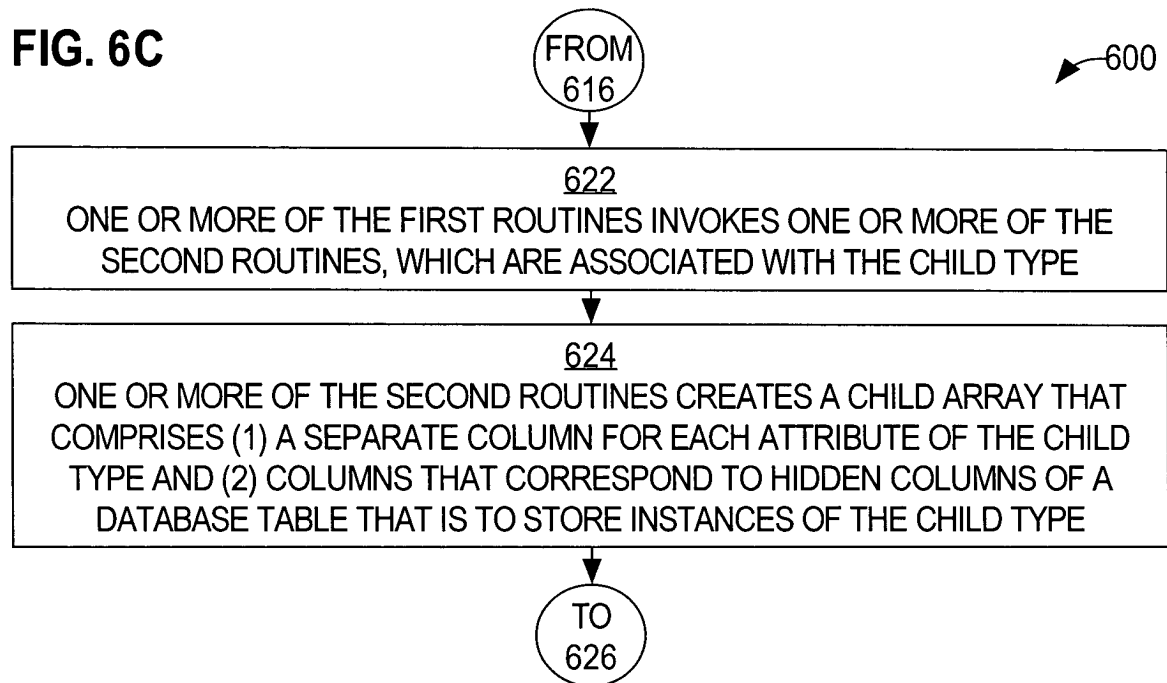 FIG. 6C
FROM
616
600
622
ONE OR MORE OF THE FIRST ROUTINES INVOKES ONE OR MORE OF THE
SECOND ROUTINES, WHICH ARE ASSOCIATED WITH THE CHILD TYPE
624
ONE OR MORE OF THE SECOND ROUTINES CREATES A CHILD ARRAY THAT
COMPRISES (1) A SEPARATE COLUMN FOR EACH ATTRIBUTE OF THE CHILD
TYPE AND (2) COLUMNS THAT CORRESPOND TO HIDDEN COLUMNS OF A
DATABASE TABLE THAT IS TO STORE INSTANCES OF THE CHILD TYPE
TO
626